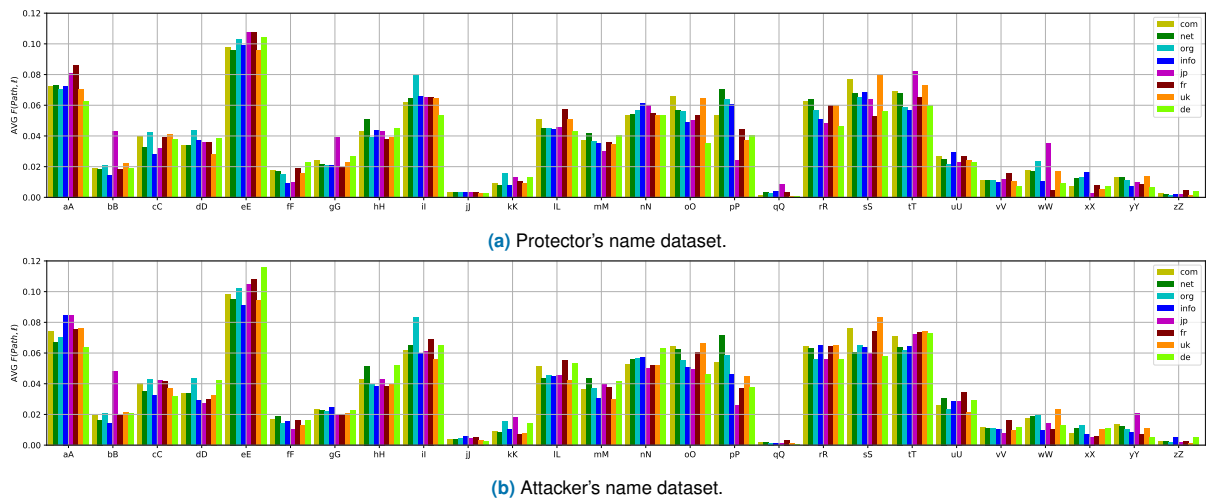 0.12
0.10
0.08
0.06
0.04
0.02
0.00
AVG F(Path,ℓ)
com
net
org
info
jp
fr
uk
de
aA bB cC dD eE fF gG hH iI jJ kK lL mM nN oO pP qQ rR sS tT uU vV wW xX yY zZ
(a) Protector's name dataset.
0.12
0.10
0.08
0.06
0.04
0.02
0.00
AVG F(Path,ℓ)
com
net
org
info
jp
fr
uk
de
aA bB cC dD eE fF gG hH iI jJ kK lL mM nN oO pP qQ rR sS tT uU vV wW xX yY zZ
(b) Attacker's name dataset.